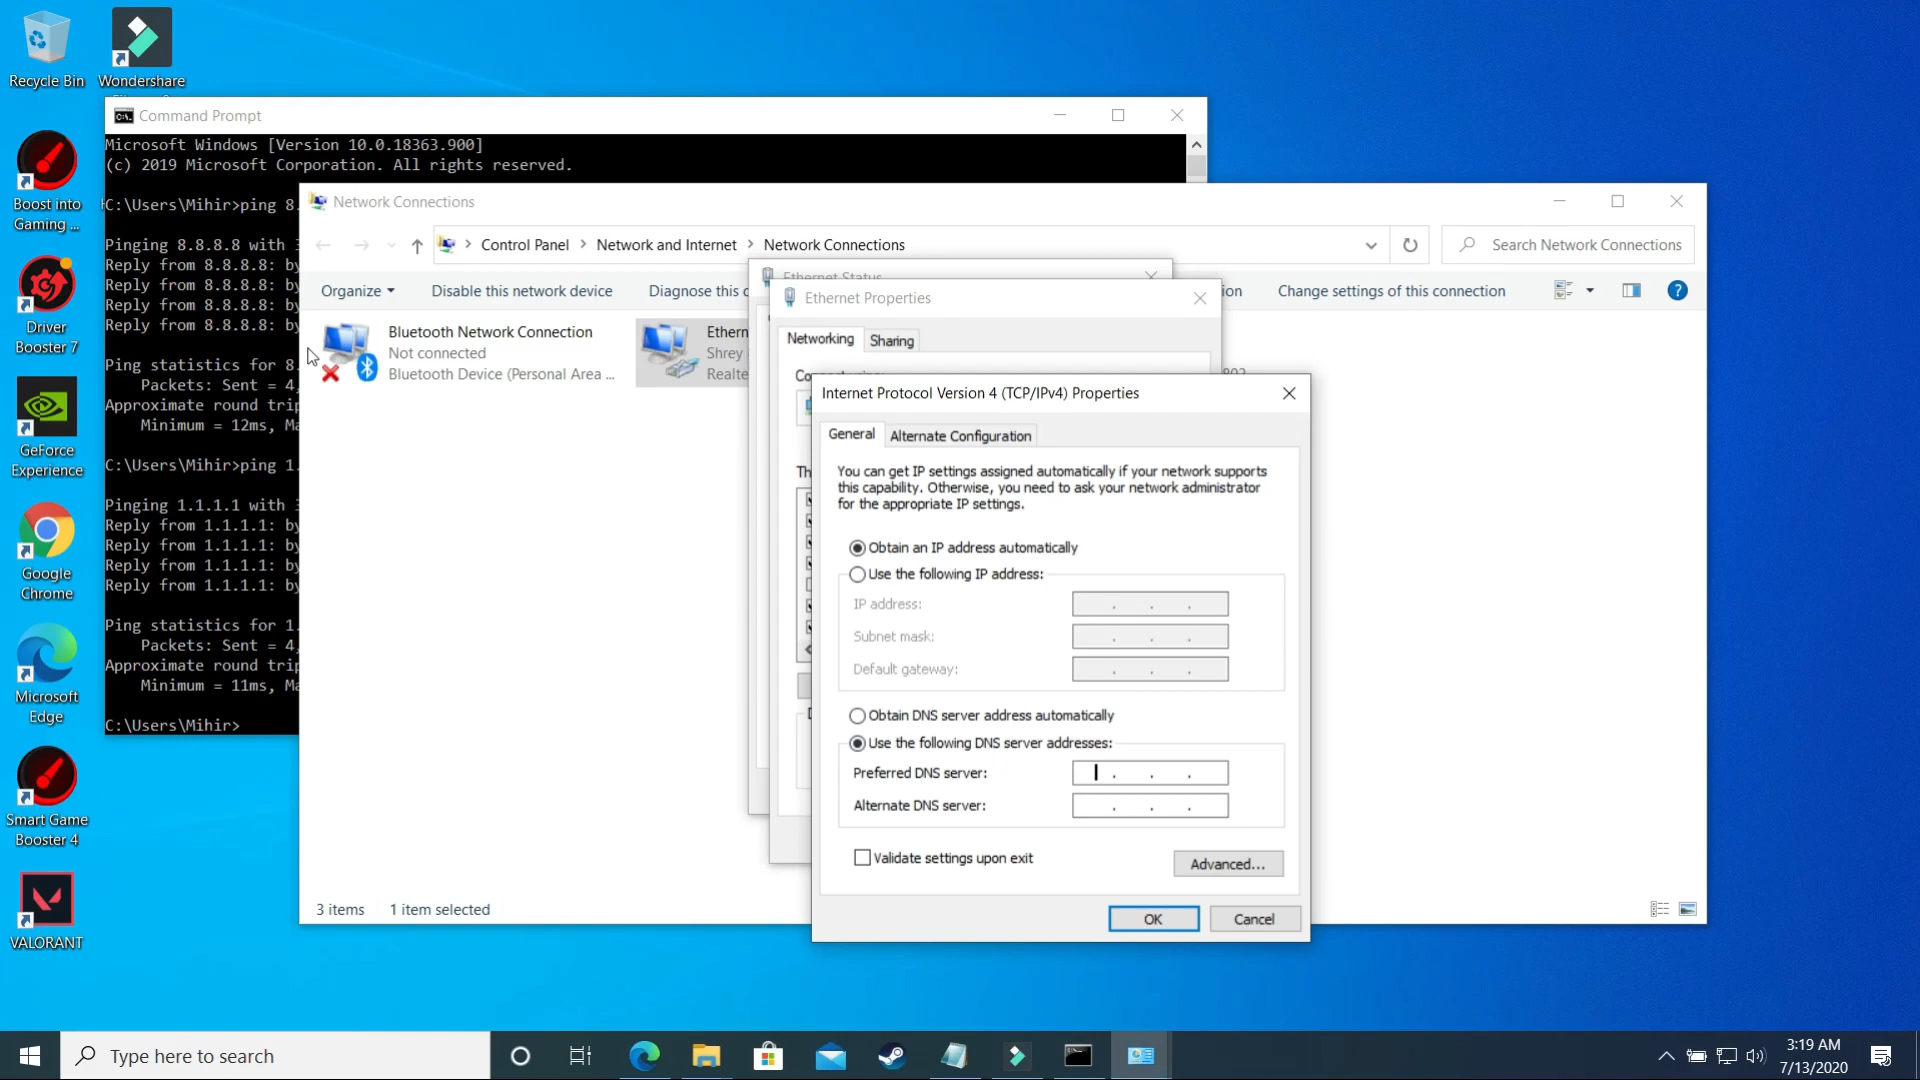 Recycle Bin
Wondershare
Boost into
Gaming ...
Driver
Booster 7
GeForce
Experience
Google
Chrome
Microsoft
Edge
Smart Game
Booster 4
VALORANT
Command Prompt
Microsoft Windows [Version 10.0.18363.900]
(c) 2019 Microsoft Corporation. All rights reserved.
C:\Users\Mihir>ping 8.
Pinging 8.8.8.8 with 3
Reply from 8.8.8.8: by
Reply from 8.8.8.8: by
Reply from 8.8.8.8: by
Reply from 8.8.8.8: by
Ping statistics for 8.
Packets: Sent = 4,
Approximate round trip
Minimum = 12ms, Ma
C:\Users\Mihir>ping 1.
Pinging 1.1.1.1 with 3
Reply from 1.1.1.1: by
Reply from 1.1.1.1: by
Reply from 1.1.1.1: by
Reply from 1.1.1.1: by
Ping statistics for 1.
Packets: Sent = 4,
Approximate round trip
Minimum = 11ms, Ma
C:\Users\Mihir>
Network Connections
Control Panel > Network and Internet > Network Connections
Search Network Connections
Organize
Disable this network device
Diagnose this c
ion
Change settings of this connection
Bluetooth Network Connection
Not connected
Bluetooth Device (Personal Area ...
Ethern
Shrey
Realte
3 items
1 item selected
Ethernet Status
Ethernet Properties
Networking
Sharing
Internet Protocol Version 4 (TCP/IPv4) Properties
General
Alternate Configuration
You can get IP settings assigned automatically if your network supports
this capability. Otherwise, you need to ask your network administrator
for the appropriate IP settings.
Obtain an IP address automatically
Use the following IP address:
IP address:
Subnet mask:
Default gateway:
Obtain DNS server address automatically
Use the following DNS server addresses:
Preferred DNS server:
Alternate DNS server:
Validate settings upon exit
Advanced...
OK
Cancel
Type here to search
3:19 AM
7/13/2020